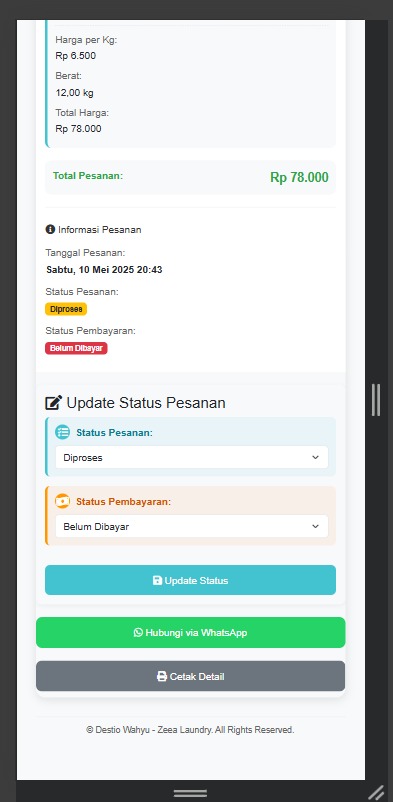 Harga per Kg:
Rp 6.500
Berat:
12,00 kg
Total Harga:
Rp 78.000
Total Pesanan: Rp 78.000
Informasi Pesanan
Tanggal Pesanan:
Sabtu, 10 Mei 2025 20:43
Status Pesanan:
Diproses
Status Pembayaran:
Belum Dibayar
Update Status Pesanan
Status Pesanan:
Diproses
Status Pembayaran:
Belum Dibayar
Update Status
Hubungi via WhatsApp
Cetak Detail
© Destio Wahyu - Zeea Laundry. All Rights Reserved.